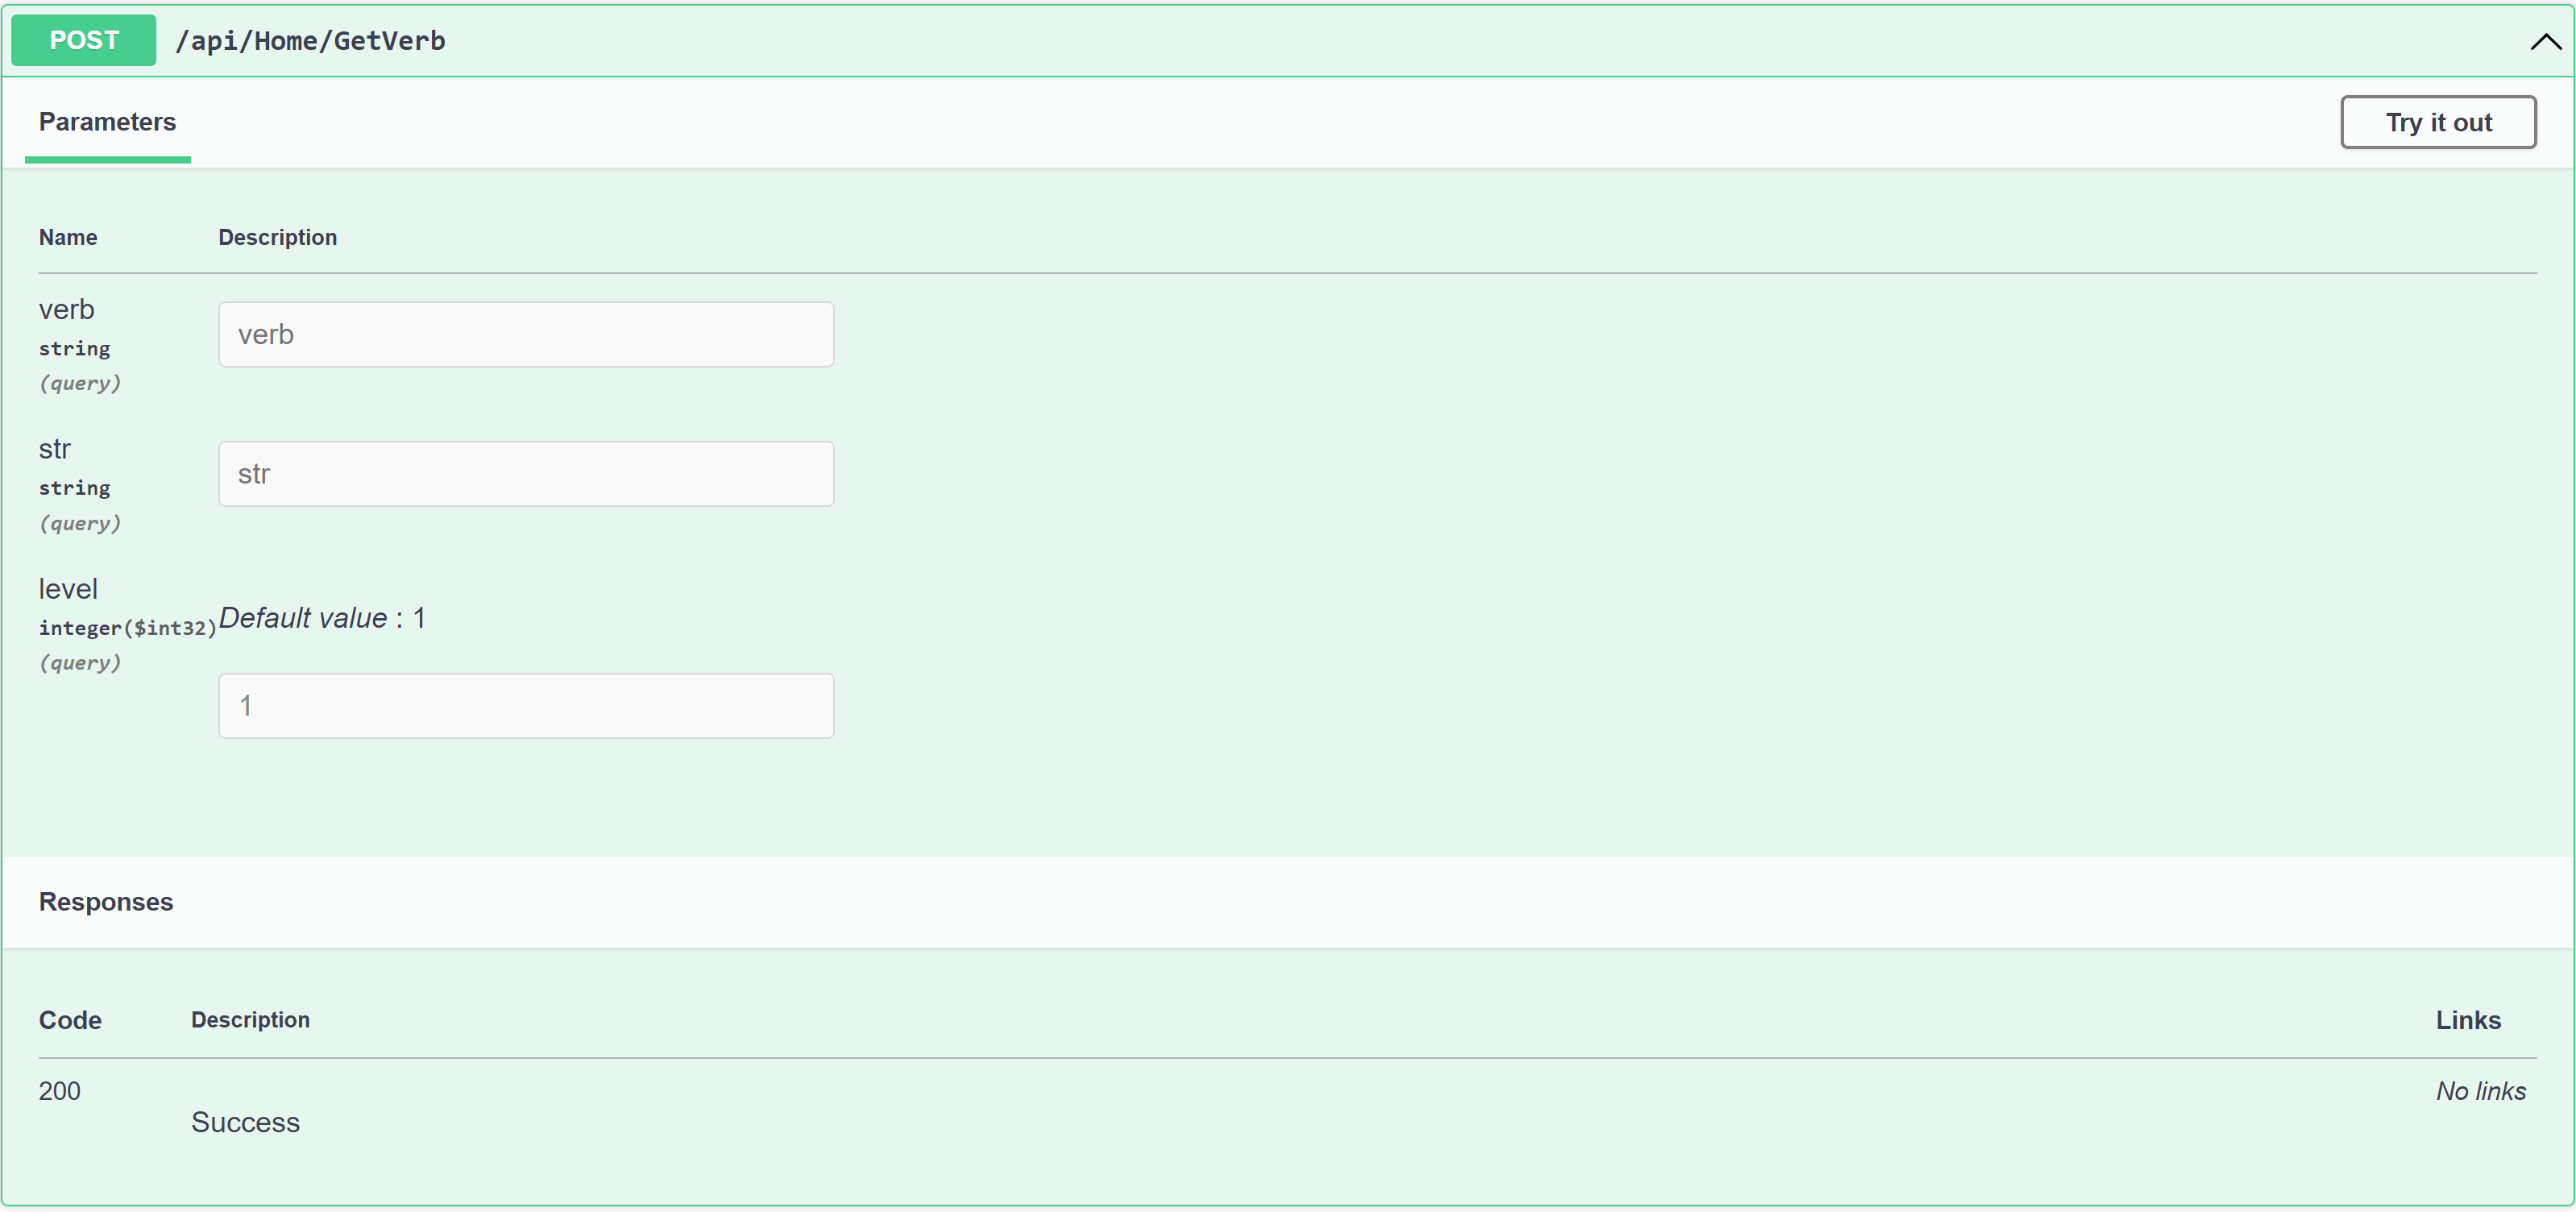 POST /api/Home/GetVerb
Parameters
Try it out
Name Description
verb
string
(query)
verb
str
string
(query)
str
level
integer($int32)
(query)
Default value : 1
1
Responses
Code Description Links
200
Success
No links